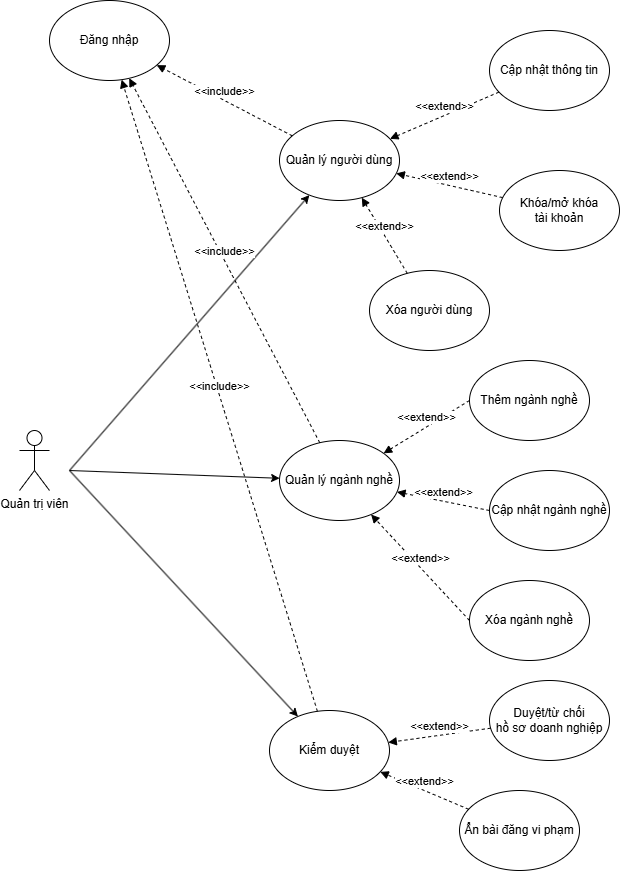 Đăng nhập
Cập nhật thông tin
<<include>>
<<extend>>
Quản lý người dùng
<<extend>>
Khóa/mở khóa
tài khoản
<<extend>>
<<include>>
Xóa người dùng
<<include>>
Thêm ngành nghề
<<extend>>
Quản trị viên
Quản lý ngành nghề
<<extend>>
Cập nhật ngành nghề
<<extend>>
Xóa ngành nghề
Duyệt/từ chối
hồ sơ doanh nghiệp
<<extend>>
Kiểm duyệt
<<extend>>
Ẩn bài đăng vi phạm